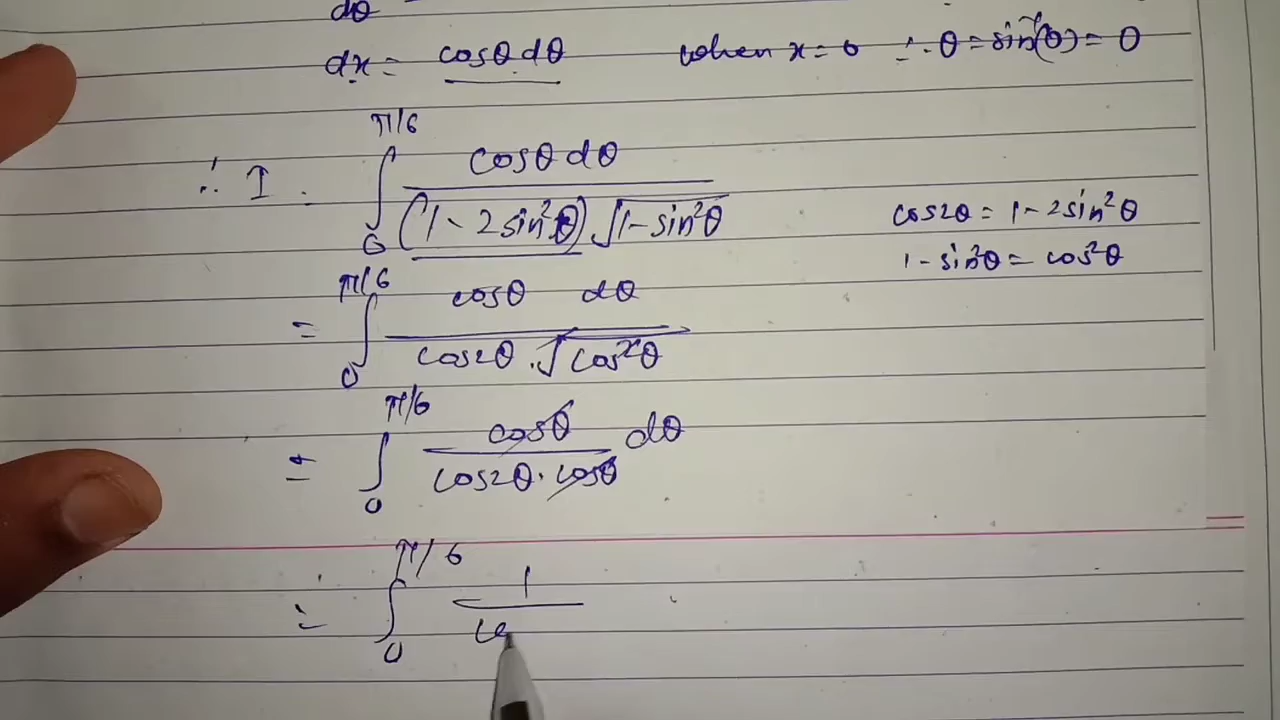 dθ
dx = cosθ dθ when x = 0 ∴ θ = sin⁻¹(0) = 0
∴ I . ∫₀^{π/6} cosθ dθ / (1 - 2sin²θ) √1 - sin²θ
cos2θ = 1 - 2sin²θ
1 - sin²θ = cos²θ
= ∫₀^{π/6} cosθ dθ / cos2θ . √cos²θ
= ∫₀^{π/6} cosθ / cos2θ . cosθ dθ
= ∫₀^{π/6} 1 / co